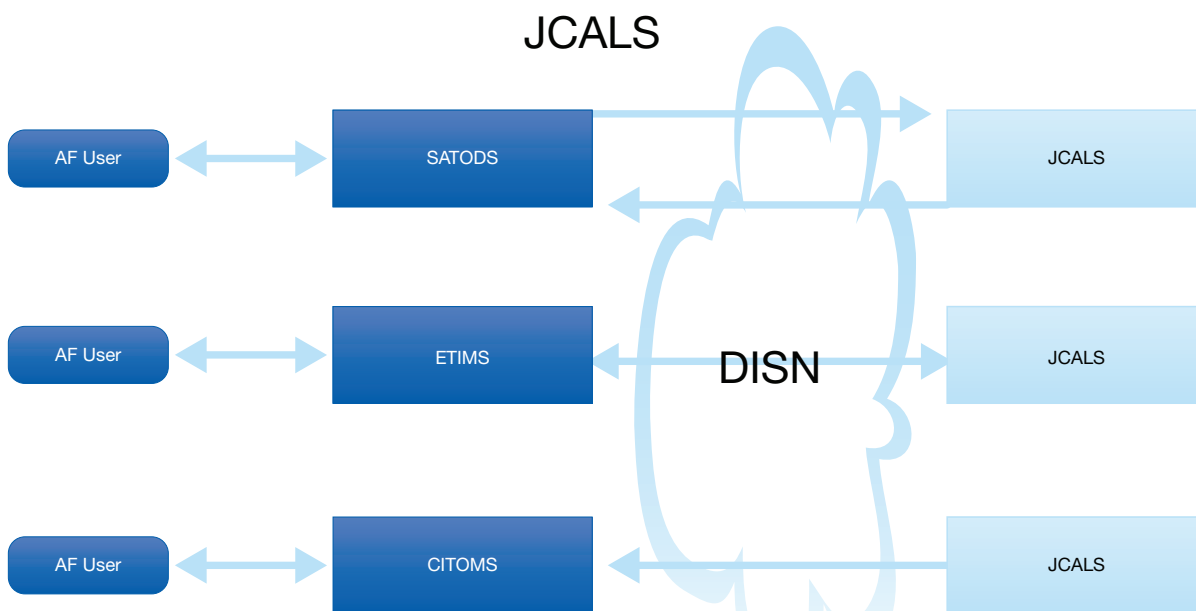 JCALS
AF User
SATODS
JCALS
AF User
ETIMS
DISN
JCALS
AF User
CITOMS
JCALS